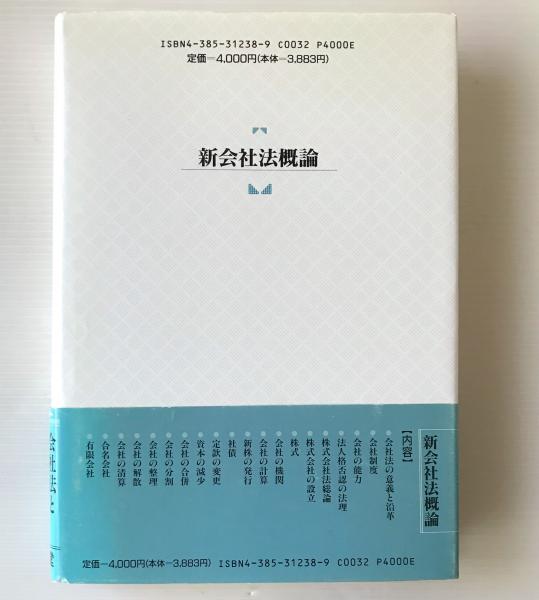 ISBN4-385-31238-9 C0032 P4000E
定価=4,000円(本体=3,883円)
新会社法概論
新会社法概論
【内容】
●会社法の意義と沿革
●会社制度
●会社の能力
●法人格否認の法理
●株式会社法総論
●株式会社の設立
●株式
●会社の機関
●会社の計算
●新株の発行
●社債
●定款の変更
●資本の減少
●会社の合併
●会社の分割
●会社の整理
●会社の解散
●会社の清算
●合名会社
●有限会社
会社法と
堂
定価=4,000円(本体=3,883円) ISBN4-385-31238-9 C0032 P4000E